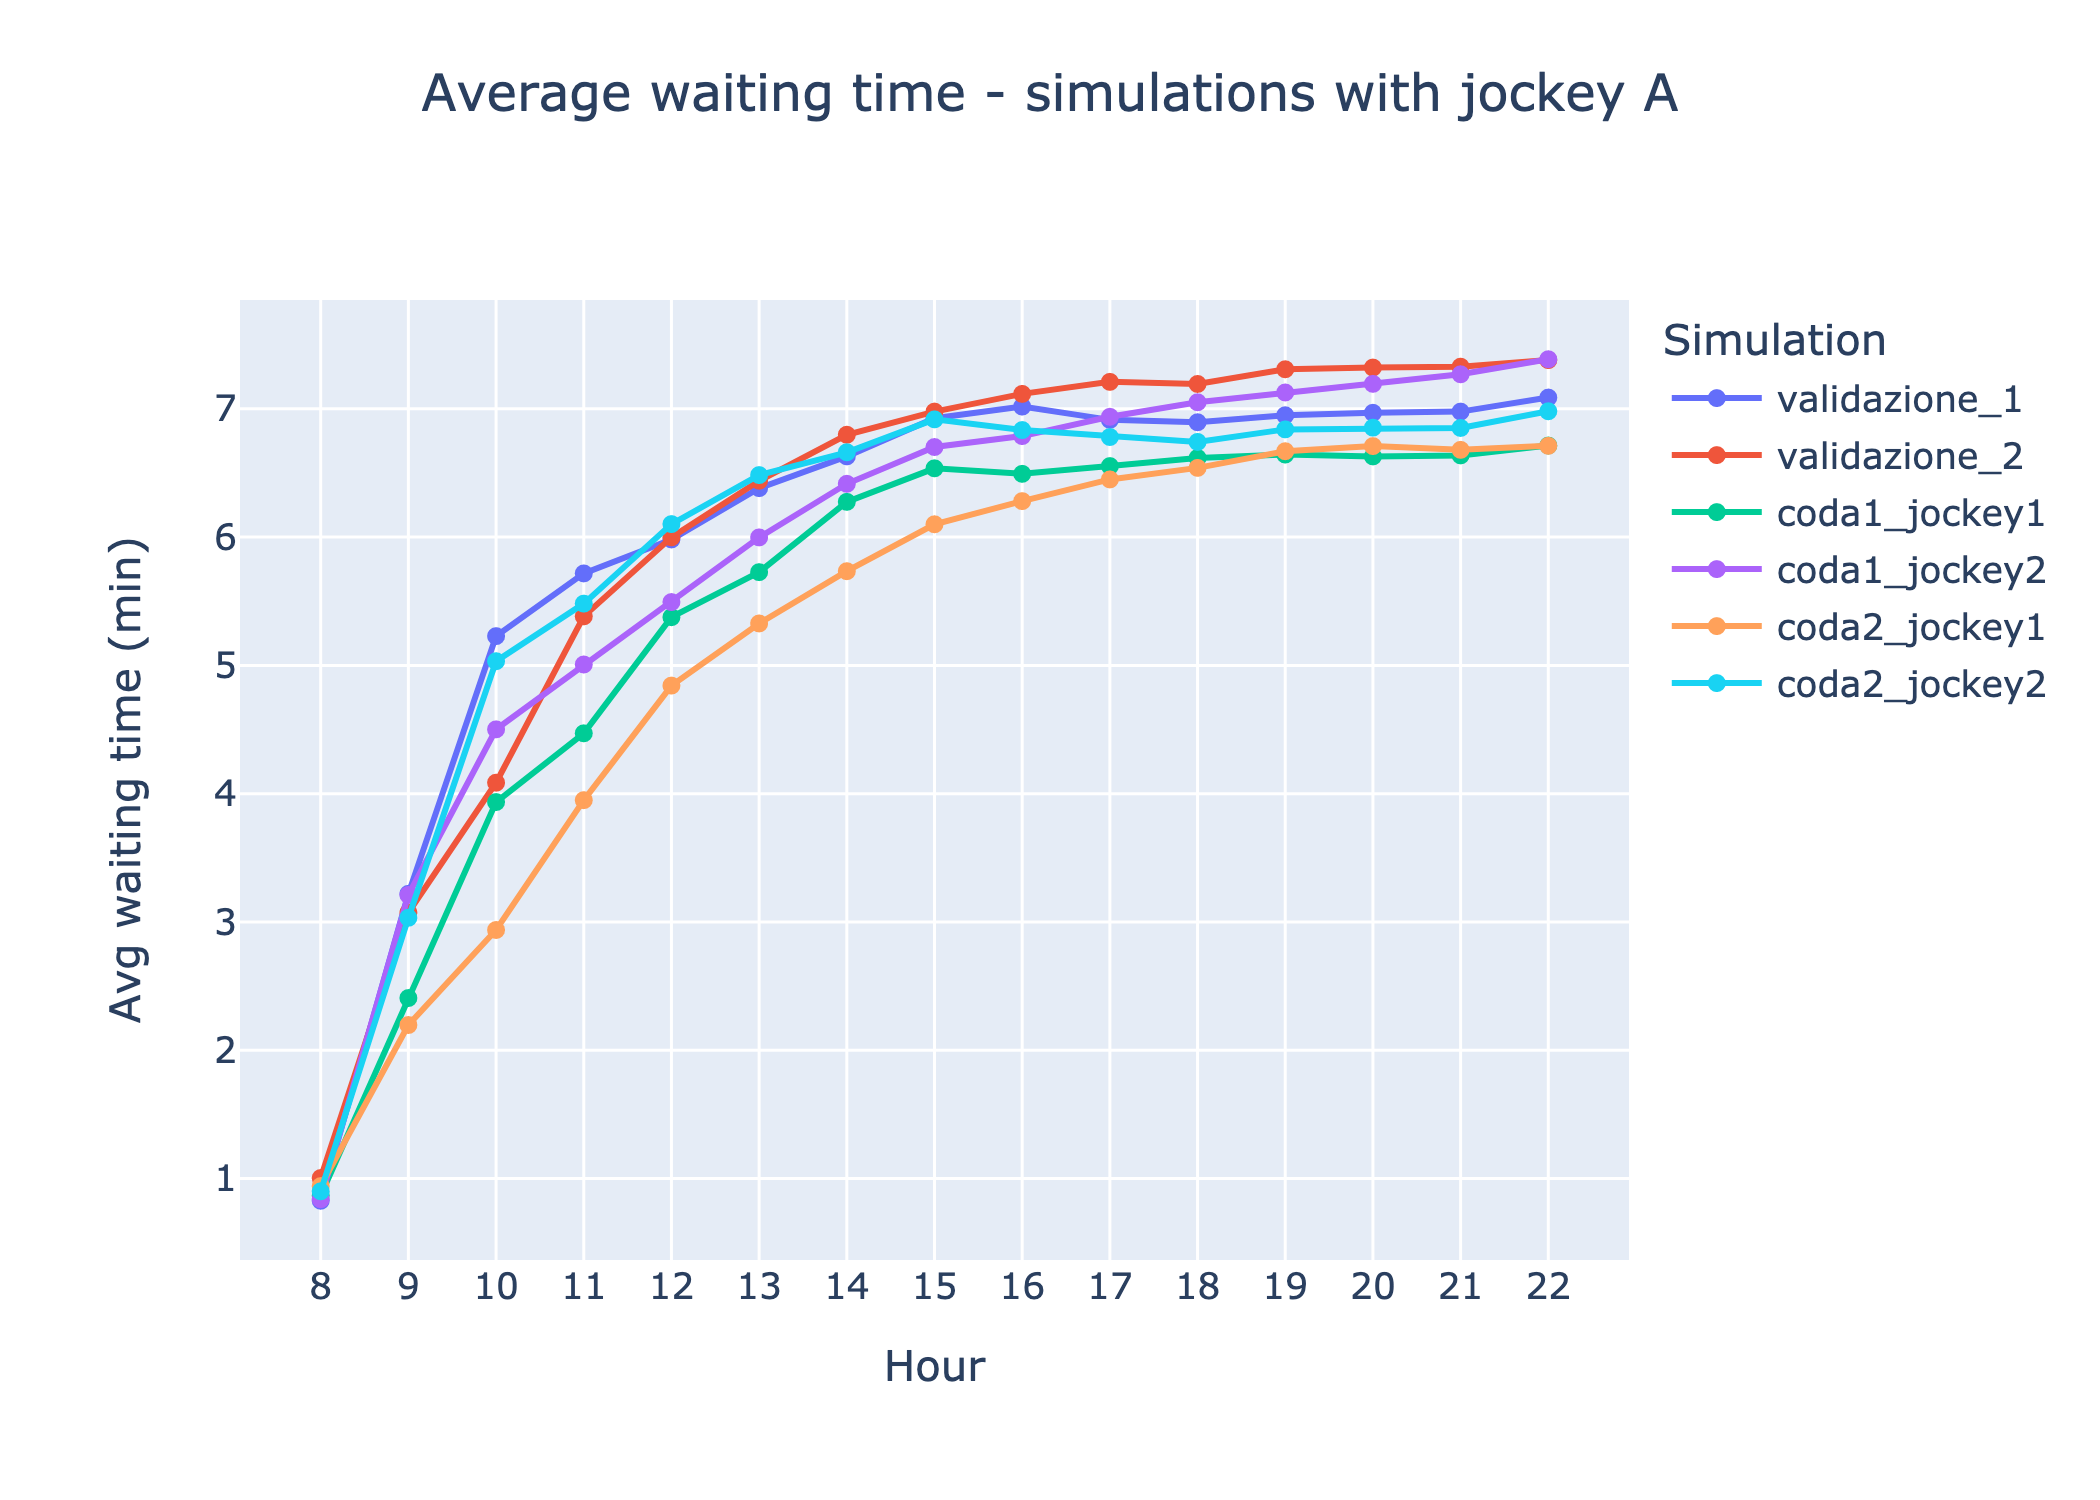 Average waiting time - simulations with jockey A
Simulation
validazione_1
validazione_2
coda1_jockey1
coda1_jockey2
coda2_jockey1
coda2_jockey2
Avg waiting time (min)
7
6
5
4
3
2
1
8 9 10 11 12 13 14 15 16 17 18 19 20 21 22
Hour